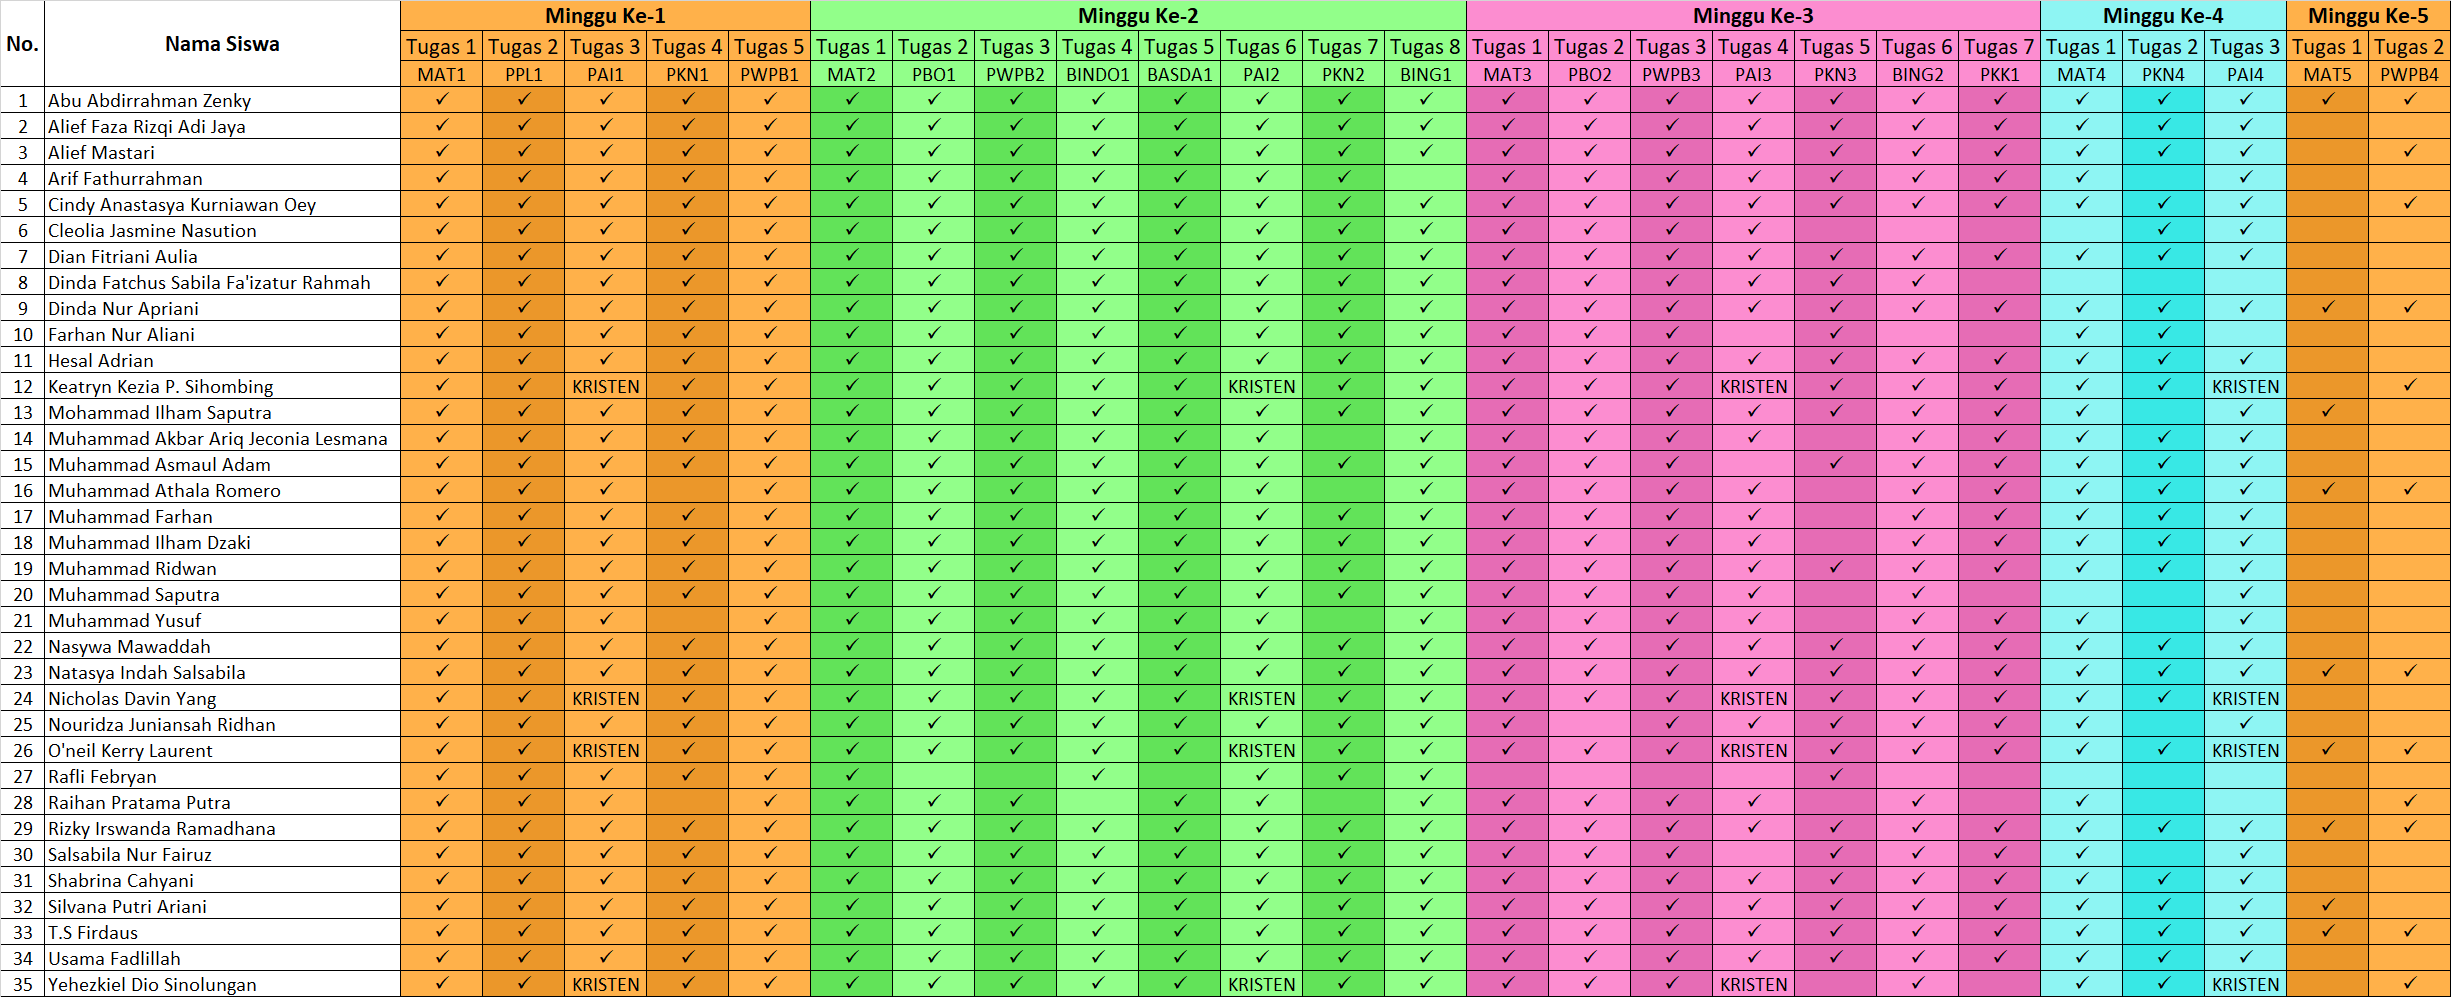 No. Nama Siswa Minggu Ke-1 Minggu Ke-2 Minggu Ke-3 Minggu Ke-4 Minggu Ke-5
Tugas 1 Tugas 2 Tugas 3 Tugas 4 Tugas 5 Tugas 1 Tugas 2 Tugas 3 Tugas 4 Tugas 5 Tugas 6 Tugas 7 Tugas 8 Tugas 1 Tugas 2 Tugas 3 Tugas 4 Tugas 5 Tugas 6 Tugas 7 Tugas 1 Tugas 2 Tugas 3 Tugas 1 Tugas 2
MAT1 PPL1 PAI1 PKN1 PWPB1 MAT2 PBO1 PWPB2 BINDO1 BASDA1 PAI2 PKN2 BING1 MAT3 PBO2 PWPB3 PAI3 PKN3 BING2 PKK1 MAT4 PKN4 PAI4 MAT5 PWPB4
1 Abu Abdirrahman Zenky ✓ ✓ ✓ ✓ ✓ ✓ ✓ ✓ ✓ ✓ ✓ ✓ ✓ ✓ ✓ ✓ ✓ ✓ ✓ ✓ ✓ ✓ ✓ ✓ ✓
2 Alief Faza Rizqi Adi Jaya ✓ ✓ ✓ ✓ ✓ ✓ ✓ ✓ ✓ ✓ ✓ ✓ ✓ ✓ ✓ ✓ ✓ ✓ ✓ ✓ ✓ ✓ ✓
3 Alief Mastari ✓ ✓ ✓ ✓ ✓ ✓ ✓ ✓ ✓ ✓ ✓ ✓ ✓ ✓ ✓ ✓ ✓ ✓ ✓ ✓ ✓ ✓ ✓ ✓
4 Arif Fathurrahman ✓ ✓ ✓ ✓ ✓ ✓ ✓ ✓ ✓ ✓ ✓ ✓ ✓ ✓ ✓ ✓ ✓ ✓ ✓ ✓ ✓
5 Cindy Anastasya Kurniawan Oey ✓ ✓ ✓ ✓ ✓ ✓ ✓ ✓ ✓ ✓ ✓ ✓ ✓ ✓ ✓ ✓ ✓ ✓ ✓ ✓ ✓ ✓ ✓ ✓
6 Cleolia Jasmine Nasution ✓ ✓ ✓ ✓ ✓ ✓ ✓ ✓ ✓ ✓ ✓ ✓ ✓ ✓ ✓ ✓ ✓ ✓ ✓
7 Dian Fitriani Aulia ✓ ✓ ✓ ✓ ✓ ✓ ✓ ✓ ✓ ✓ ✓ ✓ ✓ ✓ ✓ ✓ ✓ ✓ ✓ ✓ ✓ ✓ ✓
8 Dinda Fatchus Sabila Fa'izatur Rahmah ✓ ✓ ✓ ✓ ✓ ✓ ✓ ✓ ✓ ✓ ✓ ✓ ✓ ✓ ✓ ✓ ✓ ✓ ✓
9 Dinda Nur Apriani ✓ ✓ ✓ ✓ ✓ ✓ ✓ ✓ ✓ ✓ ✓ ✓ ✓ ✓ ✓ ✓ ✓ ✓ ✓ ✓ ✓ ✓ ✓ ✓ ✓
10 Farhan Nur Aliani ✓ ✓ ✓ ✓ ✓ ✓ ✓ ✓ ✓ ✓ ✓ ✓ ✓ ✓ ✓ ✓ ✓ ✓ ✓
11 Hesal Adrian ✓ ✓ ✓ ✓ ✓ ✓ ✓ ✓ ✓ ✓ ✓ ✓ ✓ ✓ ✓ ✓ ✓ ✓ ✓ ✓ ✓ ✓ ✓
12 Keatryn Kezia P. Sihombing ✓ ✓ KRISTEN ✓ ✓ ✓ ✓ ✓ ✓ ✓ KRISTEN ✓ ✓ ✓ ✓ ✓ KRISTEN ✓ ✓ ✓ ✓ ✓ KRISTEN ✓
13 Mohammad Ilham Saputra ✓ ✓ ✓ ✓ ✓ ✓ ✓ ✓ ✓ ✓ ✓ ✓ ✓ ✓ ✓ ✓ ✓ ✓ ✓ ✓ ✓ ✓ ✓
14 Muhammad Akbar Ariq Jeconia Lesmana ✓ ✓ ✓ ✓ ✓ ✓ ✓ ✓ ✓ ✓ ✓ ✓ ✓ ✓ ✓ ✓ ✓ ✓ ✓ ✓ ✓
15 Muhammad Asmaul Adam ✓ ✓ ✓ ✓ ✓ ✓ ✓ ✓ ✓ ✓ ✓ ✓ ✓ ✓ ✓ ✓ ✓ ✓ ✓ ✓ ✓ ✓
16 Muhammad Athala Romero ✓ ✓ ✓ ✓ ✓ ✓ ✓ ✓ ✓ ✓ ✓ ✓ ✓ ✓ ✓ ✓ ✓ ✓ ✓ ✓ ✓ ✓
17 Muhammad Farhan ✓ ✓ ✓ ✓ ✓ ✓ ✓ ✓ ✓ ✓ ✓ ✓ ✓ ✓ ✓ ✓ ✓ ✓ ✓ ✓ ✓ ✓
18 Muhammad Ilham Dzaki ✓ ✓ ✓ ✓ ✓ ✓ ✓ ✓ ✓ ✓ ✓ ✓ ✓ ✓ ✓ ✓ ✓ ✓ ✓ ✓ ✓ ✓
19 Muhammad Ridwan ✓ ✓ ✓ ✓ ✓ ✓ ✓ ✓ ✓ ✓ ✓ ✓ ✓ ✓ ✓ ✓ ✓ ✓ ✓ ✓ ✓ ✓
20 Muhammad Saputra ✓ ✓ ✓ ✓ ✓ ✓ ✓ ✓ ✓ ✓ ✓ ✓ ✓ ✓ ✓ ✓ ✓ ✓
21 Muhammad Yusuf ✓ ✓ ✓ ✓ ✓ ✓ ✓ ✓ ✓ ✓ ✓ ✓ ✓ ✓ ✓ ✓ ✓ ✓ ✓
22 Nasywa Mawaddah ✓ ✓ ✓ ✓ ✓ ✓ ✓ ✓ ✓ ✓ ✓ ✓ ✓ ✓ ✓ ✓ ✓ ✓ ✓ ✓ ✓ ✓ ✓
23 Natasya Indah Salsabila ✓ ✓ ✓ ✓ ✓ ✓ ✓ ✓ ✓ ✓ ✓ ✓ ✓ ✓ ✓ ✓ ✓ ✓ ✓ ✓ ✓ ✓ ✓ ✓ ✓
24 Nicholas Davin Yang ✓ ✓ KRISTEN ✓ ✓ ✓ ✓ ✓ ✓ ✓ KRISTEN ✓ ✓ ✓ ✓ ✓ KRISTEN ✓ ✓ ✓ ✓ ✓ KRISTEN
25 Nouridza Juniansah Ridhan ✓ ✓ ✓ ✓ ✓ ✓ ✓ ✓ ✓ ✓ ✓ ✓ ✓ ✓ ✓ ✓ ✓ ✓ ✓ ✓ ✓
26 O'neil Kerry Laurent ✓ ✓ KRISTEN ✓ ✓ ✓ ✓ ✓ ✓ ✓ KRISTEN ✓ ✓ ✓ ✓ ✓ KRISTEN ✓ ✓ ✓ ✓ ✓ KRISTEN ✓ ✓
27 Rafli Febryan ✓ ✓ ✓ ✓ ✓ ✓ ✓ ✓ ✓ ✓ ✓
28 Raihan Pratama Putra ✓ ✓ ✓ ✓ ✓ ✓ ✓ ✓ ✓ ✓ ✓ ✓ ✓ ✓ ✓ ✓ ✓
29 Rizky Irswanda Ramadhana ✓ ✓ ✓ ✓ ✓ ✓ ✓ ✓ ✓ ✓ ✓ ✓ ✓ ✓ ✓ ✓ ✓ ✓ ✓ ✓ ✓ ✓ ✓ ✓ ✓
30 Salsabila Nur Fairuz ✓ ✓ ✓ ✓ ✓ ✓ ✓ ✓ ✓ ✓ ✓ ✓ ✓ ✓ ✓ ✓ ✓ ✓ ✓ ✓ ✓
31 Shabrina Cahyani ✓ ✓ ✓ ✓ ✓ ✓ ✓ ✓ ✓ ✓ ✓ ✓ ✓ ✓ ✓ ✓ ✓ ✓ ✓ ✓ ✓ ✓ ✓
32 Silvana Putri Ariani ✓ ✓ ✓ ✓ ✓ ✓ ✓ ✓ ✓ ✓ ✓ ✓ ✓ ✓ ✓ ✓ ✓ ✓ ✓ ✓ ✓ ✓ ✓ ✓
33 T.S Firdaus ✓ ✓ ✓ ✓ ✓ ✓ ✓ ✓ ✓ ✓ ✓ ✓ ✓ ✓ ✓ ✓ ✓ ✓ ✓ ✓ ✓ ✓ ✓ ✓ ✓
34 Usama Fadlillah ✓ ✓ ✓ ✓ ✓ ✓ ✓ ✓ ✓ ✓ ✓ ✓ ✓ ✓ ✓ ✓ ✓ ✓ ✓ ✓ ✓ ✓ ✓
35 Yehezkiel Dio Sinolungan ✓ ✓ KRISTEN ✓ ✓ ✓ ✓ ✓ ✓ ✓ KRISTEN ✓ ✓ ✓ ✓ ✓ KRISTEN ✓ ✓ ✓ KRISTEN ✓